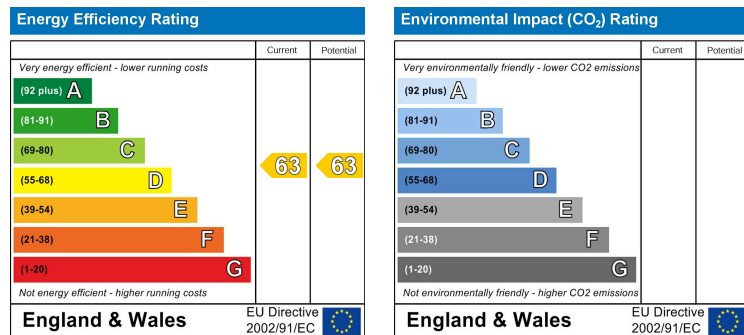 Energy Efficiency Rating
Current Potential
Very energy efficient - lower running costs
(92 plus) A
(81-91) B
(69-80) C
(55-68) D
(39-54) E
(21-38) F
(1-20) G
63 63
Not energy efficient - higher running costs
England & Wales
EU Directive
2002/91/EC
Environmental Impact (CO₂) Rating
Current Potential
Very environmentally friendly - lower CO2 emissions
(92 plus) A
(81-91) B
(69-80) C
(55-68) D
(39-54) E
(21-38) F
(1-20) G
Not environmentally friendly - higher CO2 emissions
England & Wales
EU Directive
2002/91/EC